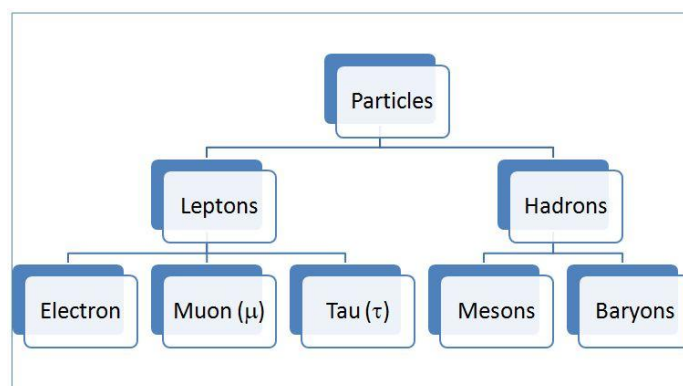 Particles
Leptons
Hadrons
Electron
Muon (μ)
Tau (τ)
Mesons
Baryons